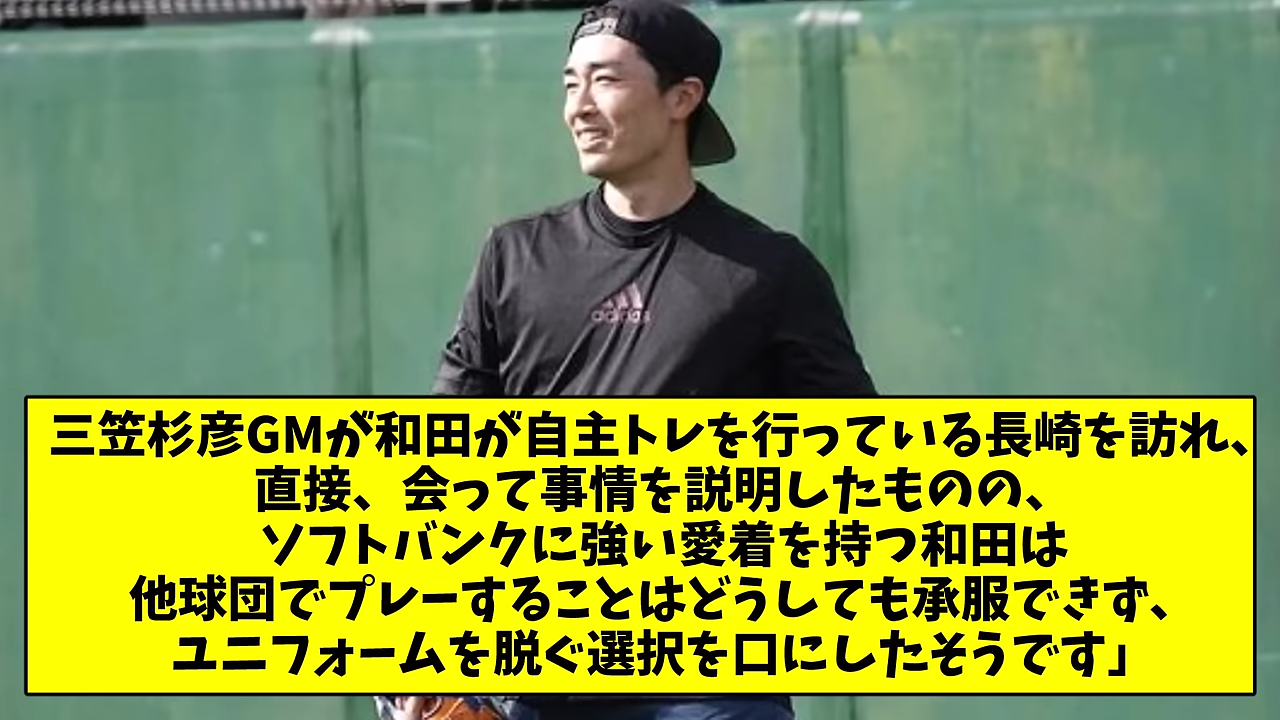 adidas
三笠杉彦GMが和田が自主トレを行っている長崎を訪れ、
直接、会って事情を説明したものの、
ソフトバンクに強い愛着を持つ和田は
他球団でプレーすることはどうしても承服できず、
ユニフォームを脱ぐ選択を口にしたそうです」